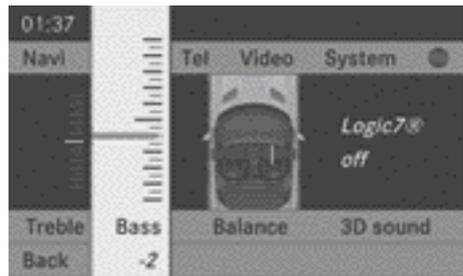 01:37
Navi Tel Video System
Logic7®
off
Treble Bass Balance 3D sound
Back -2